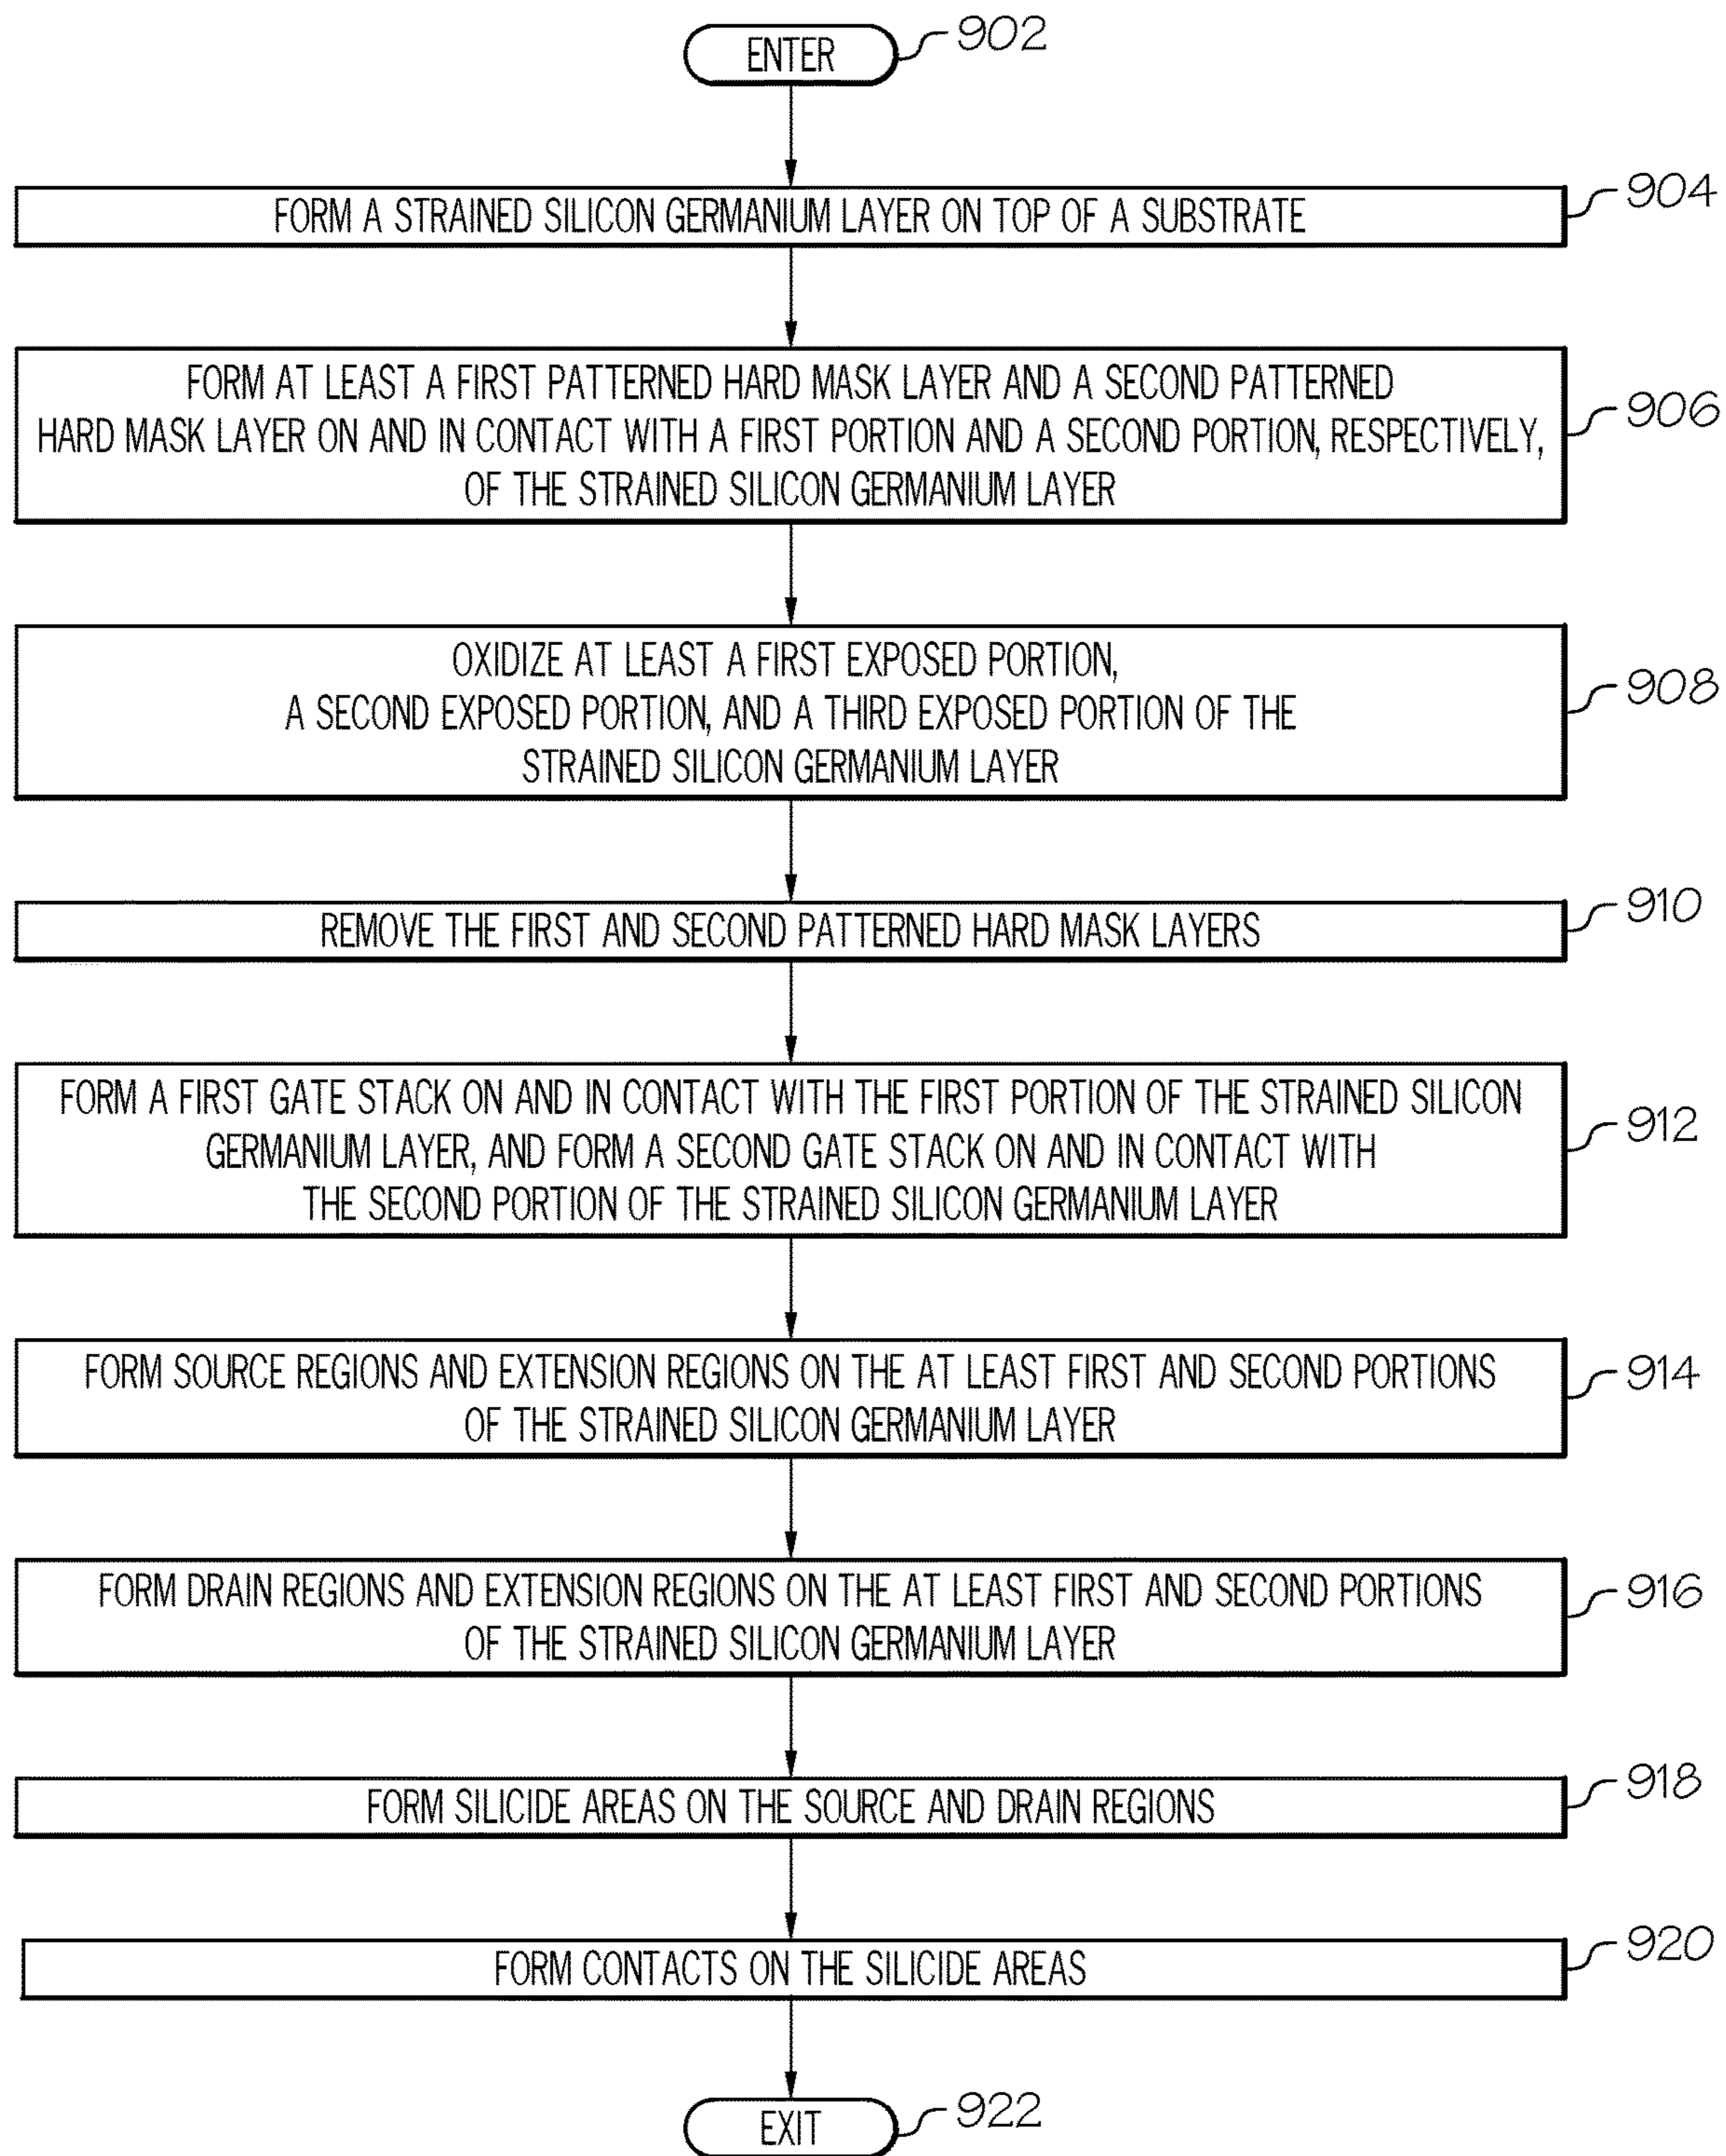 ENTER
902
FORM A STRAINED SILICON GERMANIUM LAYER ON TOP OF A SUBSTRATE
904
FORM AT LEAST A FIRST PATTERNED HARD MASK LAYER AND A SECOND PATTERNED
HARD MASK LAYER ON AND IN CONTACT WITH A FIRST PORTION AND A SECOND PORTION, RESPECTIVELY,
OF THE STRAINED SILICON GERMANIUM LAYER
906
OXIDIZE AT LEAST A FIRST EXPOSED PORTION,
A SECOND EXPOSED PORTION, AND A THIRD EXPOSED PORTION OF THE
STRAINED SILICON GERMANIUM LAYER
908
REMOVE THE FIRST AND SECOND PATTERNED HARD MASK LAYERS
910
FORM A FIRST GATE STACK ON AND IN CONTACT WITH THE FIRST PORTION OF THE STRAINED SILICON
GERMANIUM LAYER, AND FORM A SECOND GATE STACK ON AND IN CONTACT WITH
THE SECOND PORTION OF THE STRAINED SILICON GERMANIUM LAYER
912
FORM SOURCE REGIONS AND EXTENSION REGIONS ON THE AT LEAST FIRST AND SECOND PORTIONS
OF THE STRAINED SILICON GERMANIUM LAYER
914
FORM DRAIN REGIONS AND EXTENSION REGIONS ON THE AT LEAST FIRST AND SECOND PORTIONS
OF THE STRAINED SILICON GERMANIUM LAYER
916
FORM SILICIDE AREAS ON THE SOURCE AND DRAIN REGIONS
918
FORM CONTACTS ON THE SILICIDE AREAS
920
EXIT
922